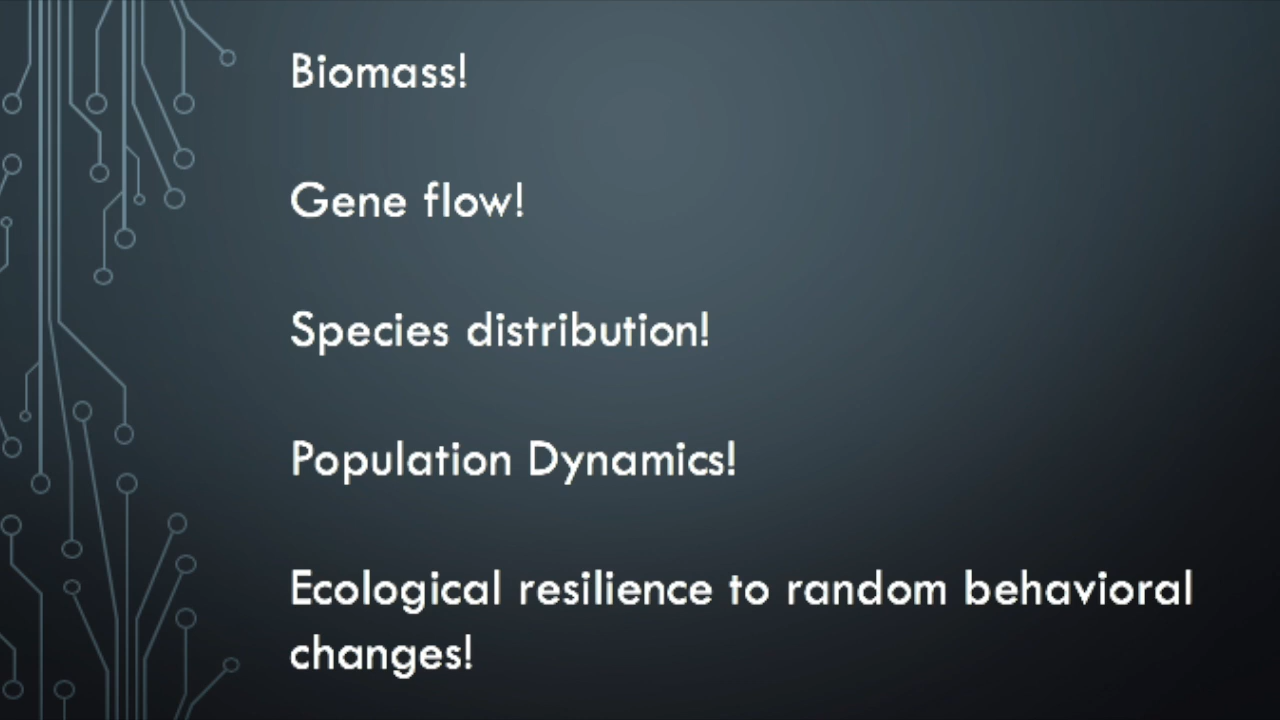 Biomass!
Gene flow!
Species distribution!
Population Dynamics!
Ecological resilience to random behavioral
changes!